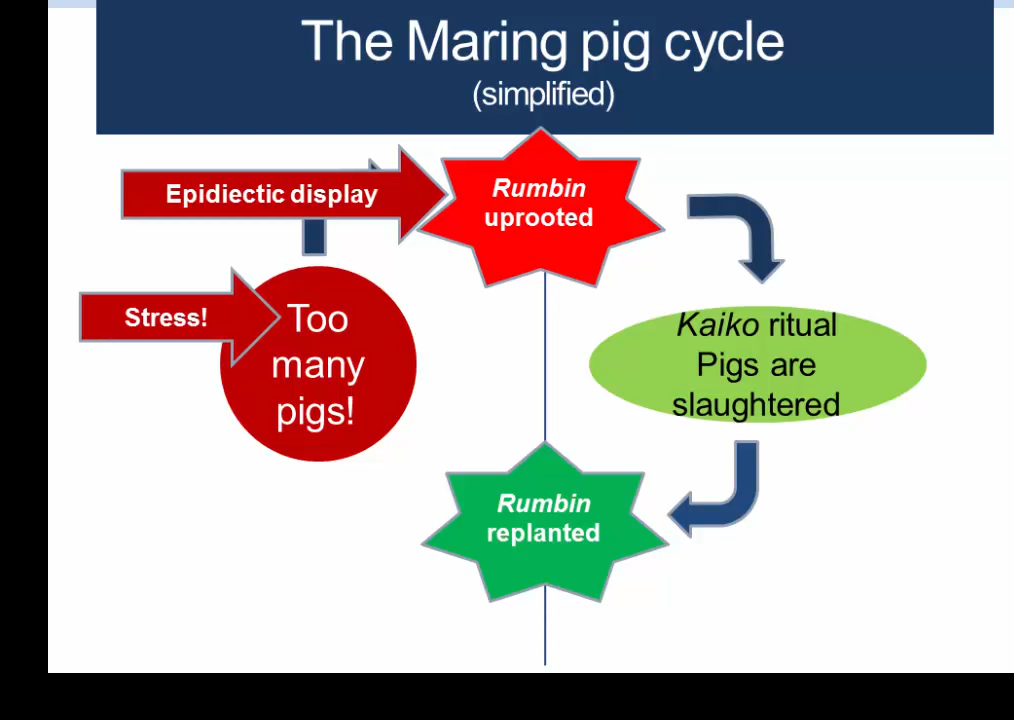 The Maring pig cycle
(simplified)
Epidiectic display
Rumbin
uprooted
Stress!
Too
many
pigs!
Kaiko ritual
Pigs are
slaughtered
Rumbin
replanted